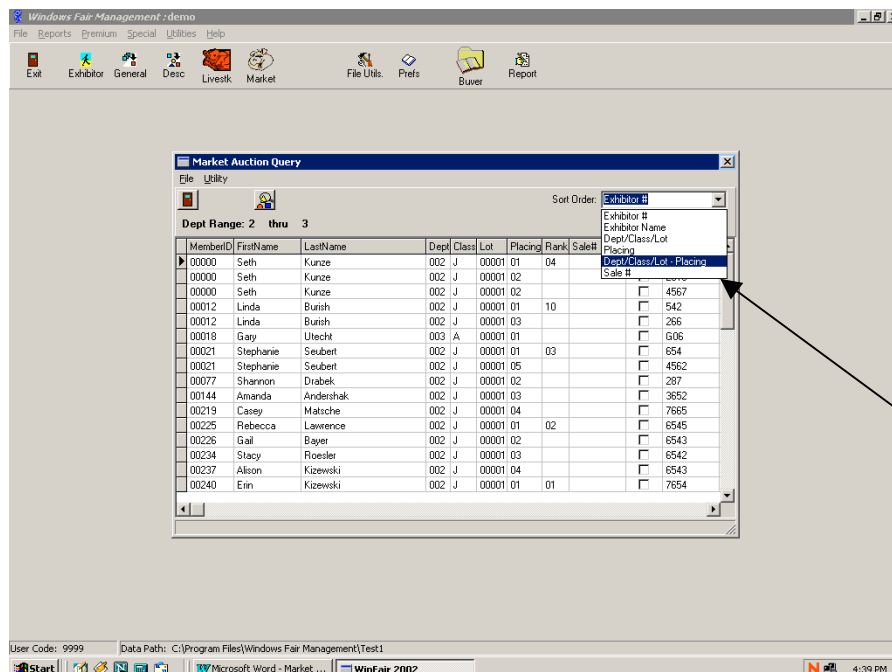 Windows Fair Management : demo
File Reports Premium Special Utilities Help
Exit Exhibitor General Desc Livestk Market File Utils. Prefs Buver Report
Market Auction Query
File Utility
Sort Order: Exhibitor #
Exhibitor #
Exhibitor Name
Dept/Class/Lot
Placing
Dept/Class/Lot - Placing
Sale #
Dept Range: 2 thru 3
MemberID FirstName LastName Dept Class Lot Placing Rank Sale#
00000 Seth Kunze 002 J 00001 01 04
00000 Seth Kunze 002 J 00001 02
00000 Seth Kunze 002 J 00001 02 4567
00012 Linda Burish 002 J 00001 01 10 542
00012 Linda Burish 002 J 00001 03 266
00018 Gary Utecht 003 A 00001 01 G06
00021 Stephanie Seubert 002 J 00001 01 03 654
00021 Stephanie Seubert 002 J 00001 05 4562
00077 Shannon Drabek 002 J 00001 02 287
00144 Amanda Andershak 002 J 00001 03 3652
00219 Casey Matsche 002 J 00001 04 7665
00225 Rebecca Lawrence 002 J 00001 01 02 6545
00226 Gail Bayer 002 J 00001 02 6543
00234 Stacy Roesler 002 J 00001 03 6542
00237 Alison Kizewski 002 J 00001 04 6543
00240 Erin Kizewski 002 J 00001 01 01 7654
User Code: 9999 Data Path: C:\Program Files\Windows Fair Management\Test1
Start Microsoft Word - Market ... WinFair 2002 4:39 PM